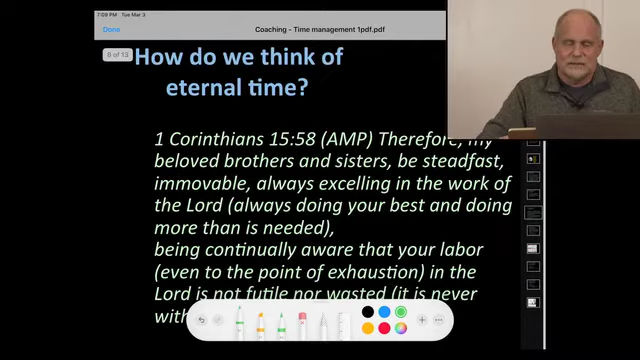 7:09 PM Tue Mar 3
Done
Coaching - Time management 1pdf.pdf
6 of 13
How do we think of
eternal time?
1 Corinthians 15:58 (AMP) Therefore, my
beloved brothers and sisters, be steadfast,
immovable, always excelling in the work of
the Lord (always doing your best and doing
more than is needed),
being continually aware that your labor
(even to the point of exhaustion) in the
Lord is not futile nor wasted (it is never
with